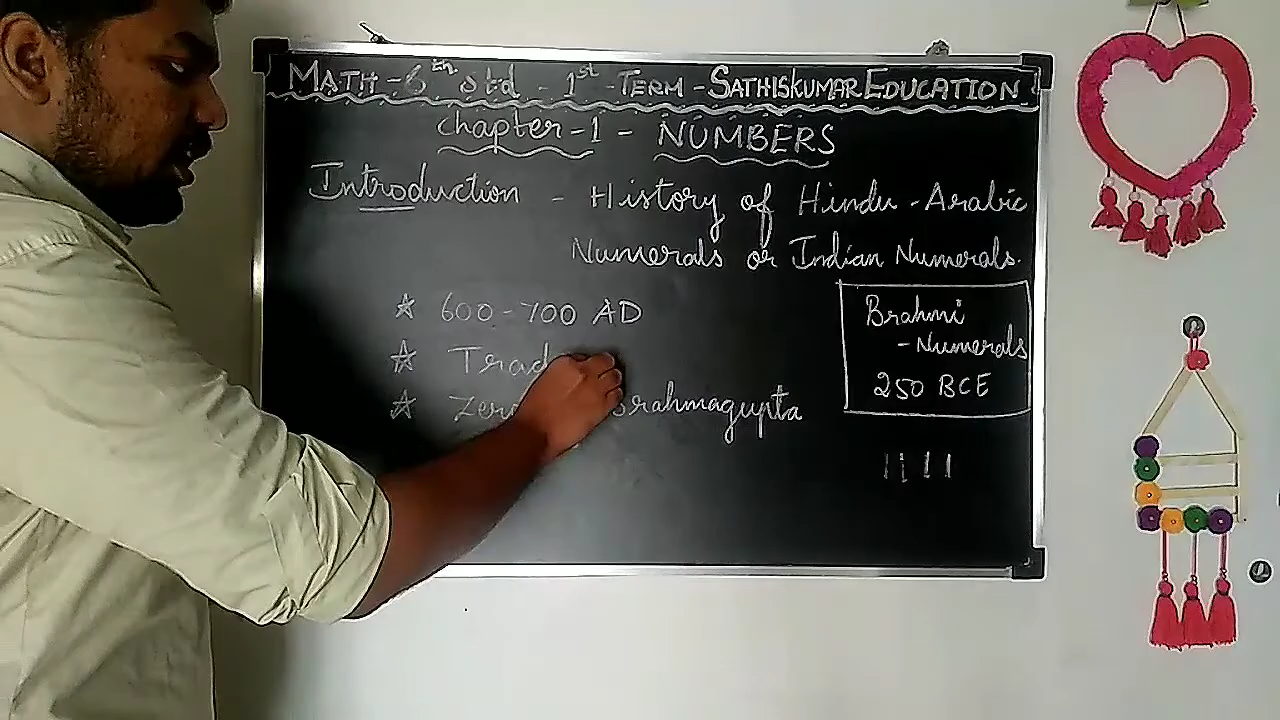 MATH - 6th std - 1st - TERM - SATHISKUMAR EDUCATION
Chapter - 1 - NUMBERS
Introduction - History of Hindu - Arabic
Numerals or Indian Numerals.
☆ 600 - 700 AD
☆ Trad
☆ Brahmagupta
Brahmi
- Numerals
250 BCE
| | | |